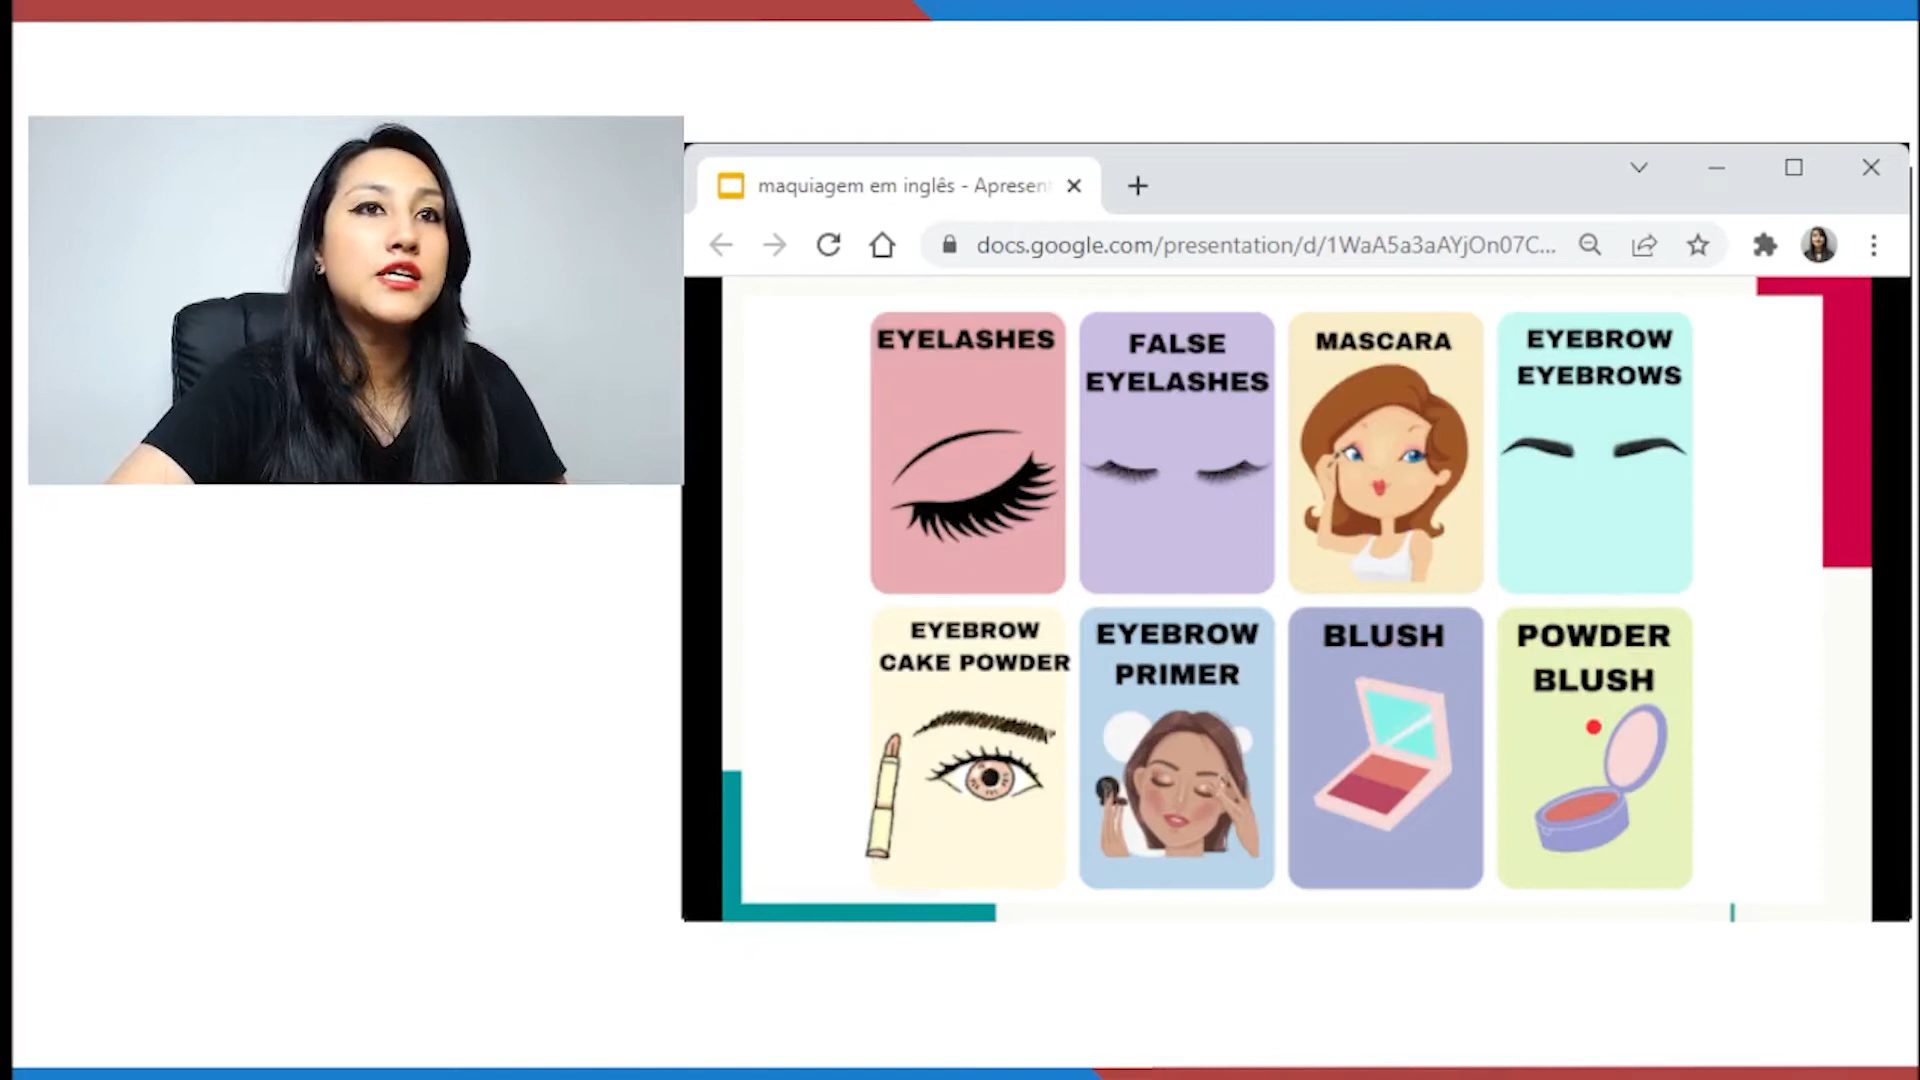 maquiagem em inglês - Apresent
docs.google.com/presentation/d/1WaA5a3aAYjOn07C...
EYELASHES
FALSE
EYELASHES
MASCARA
EYEBROW
EYEBROWS
EYEBROW
CAKE POWDER
EYEBROW
PRIMER
BLUSH
POWDER
BLUSH